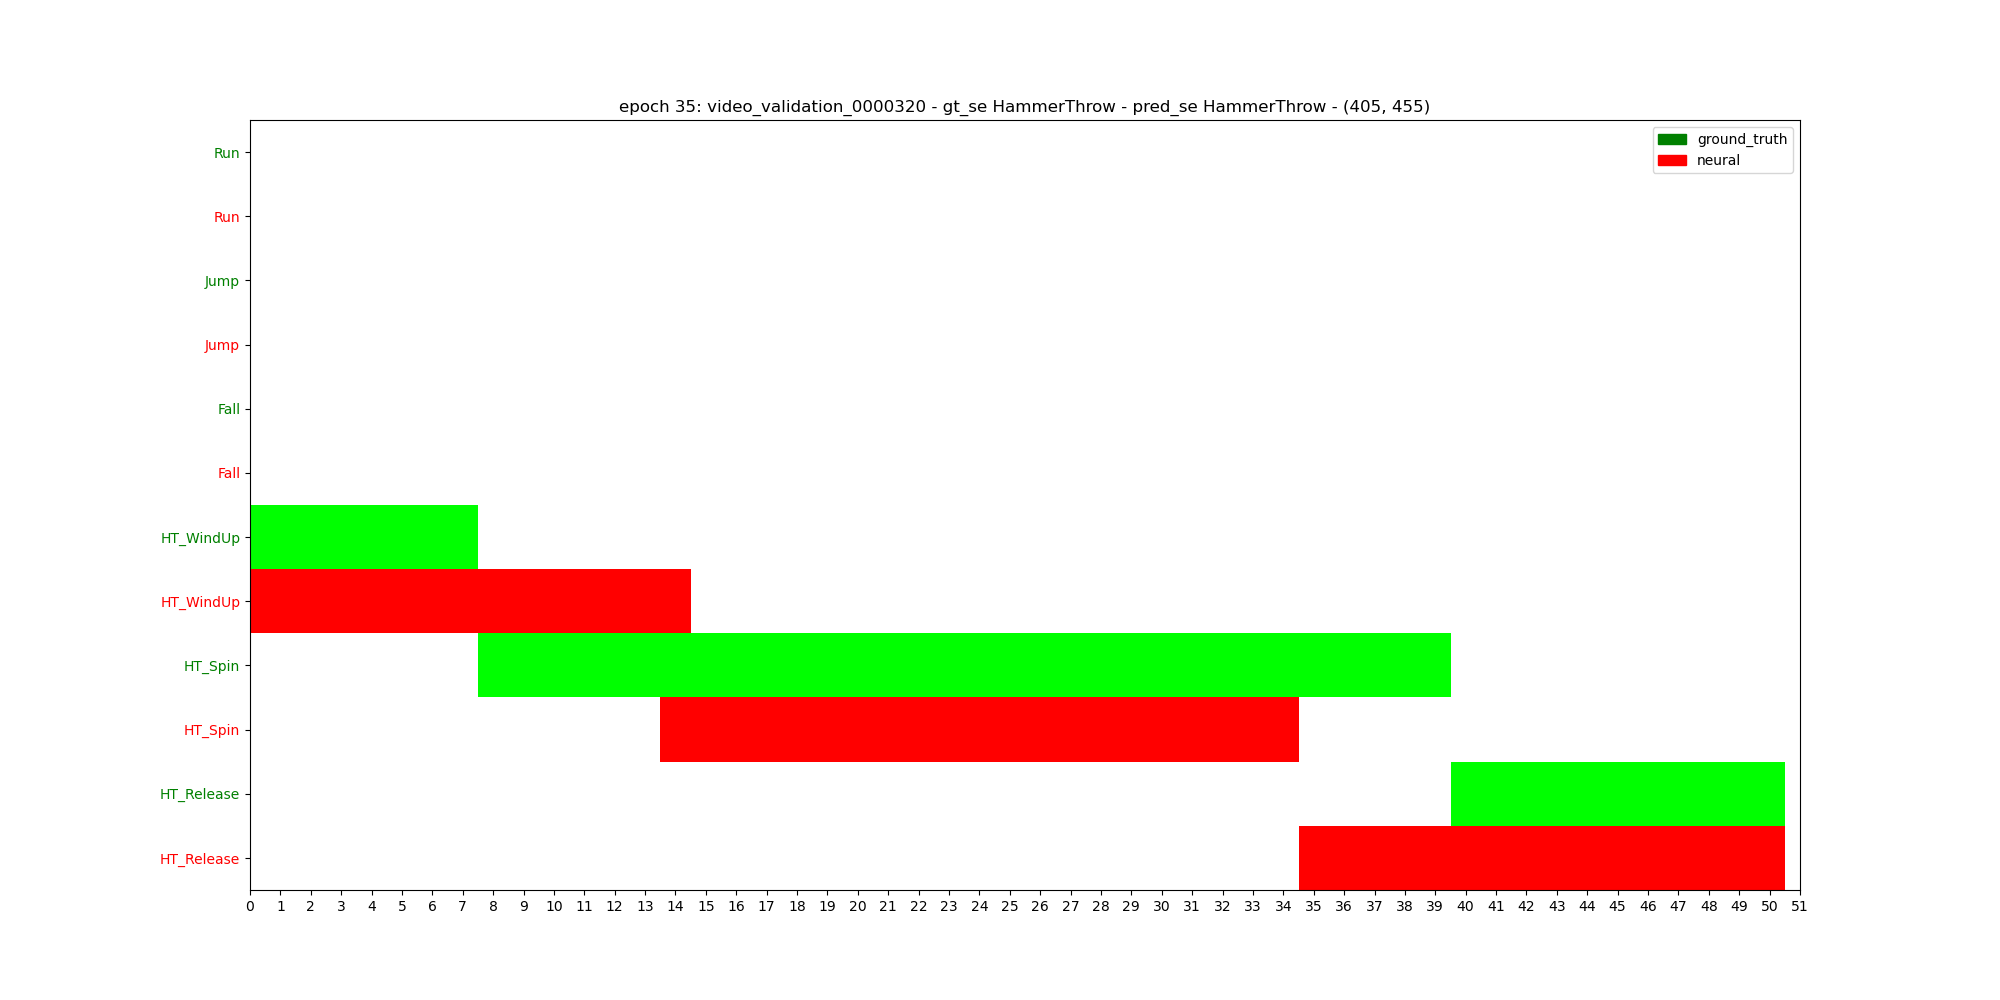 epoch 35: video_validation_0000320 - gt_se HammerThrow - pred_se HammerThrow - (405, 455)
ground_truth
neural
Run
Run
Jump
Jump
Fall
Fall
HT_WindUp
HT_WindUp
HT_Spin
HT_Spin
HT_Release
HT_Release
0 1 2 3 4 5 6 7 8 9 10 11 12 13 14 15 16 17 18 19 20 21 22 23 24 25 26 27 28 29 30 31 32 33 34 35 36 37 38 39 40 41 42 43 44 45 46 47 48 49 50 51